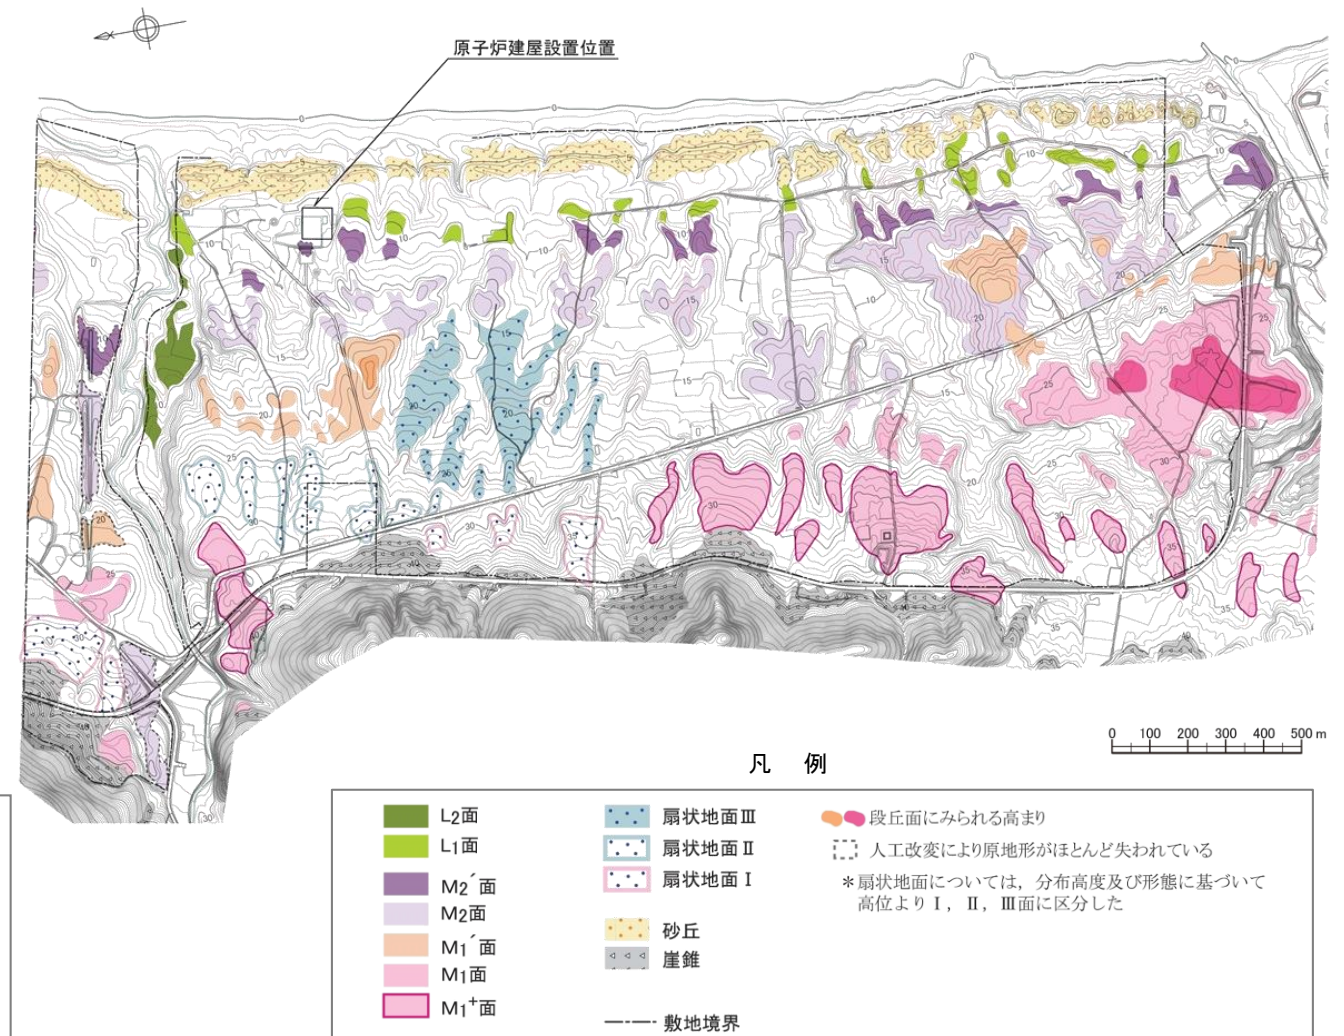 原子炉建屋設置位置
0 100 200 300 400 500 m
凡 例
L2面
L1面
M2´面
M2面
M1´面
M1面
M1+面
扇状地面Ⅲ
扇状地面Ⅱ
扇状地面Ⅰ
砂丘
崖錐
敷地境界
段丘面にみられる高まり
人工改変により原地形がほとんど失われている
＊扇状地面については，分布高度及び形態に基づいて
高位よりⅠ，Ⅱ，Ⅲ面に区分した